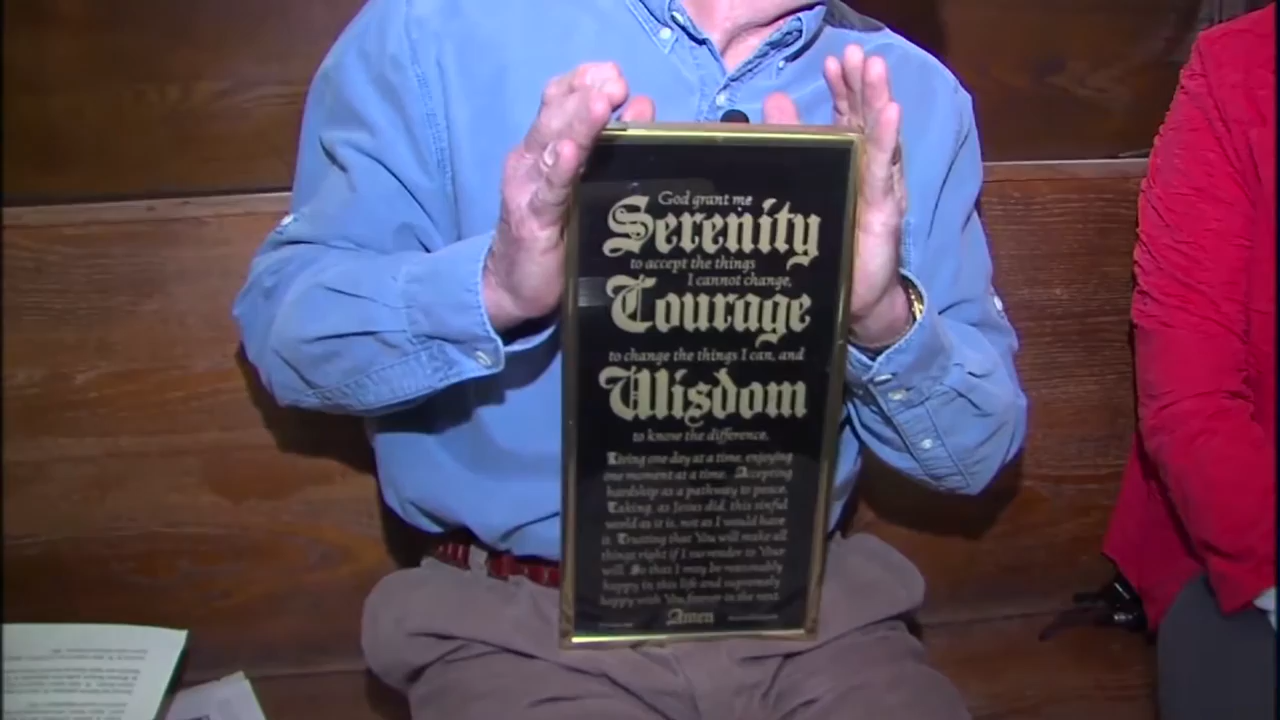 God grant me
Serenity
to accept the things
I cannot change,
Courage
to change the things I can, and
Wisdom
to know the difference.
Living one day at a time, enjoying
one moment at a time. Accepting
hardship as a pathway to peace.
Taking, as Jesus did, this sinful
world as it is, not as I would have
it. Trusting that You will make all
things right if I surrender to Your
will. So that I may be reasonably
happy in this life and supremely
happy with You forever in the next.
Amen